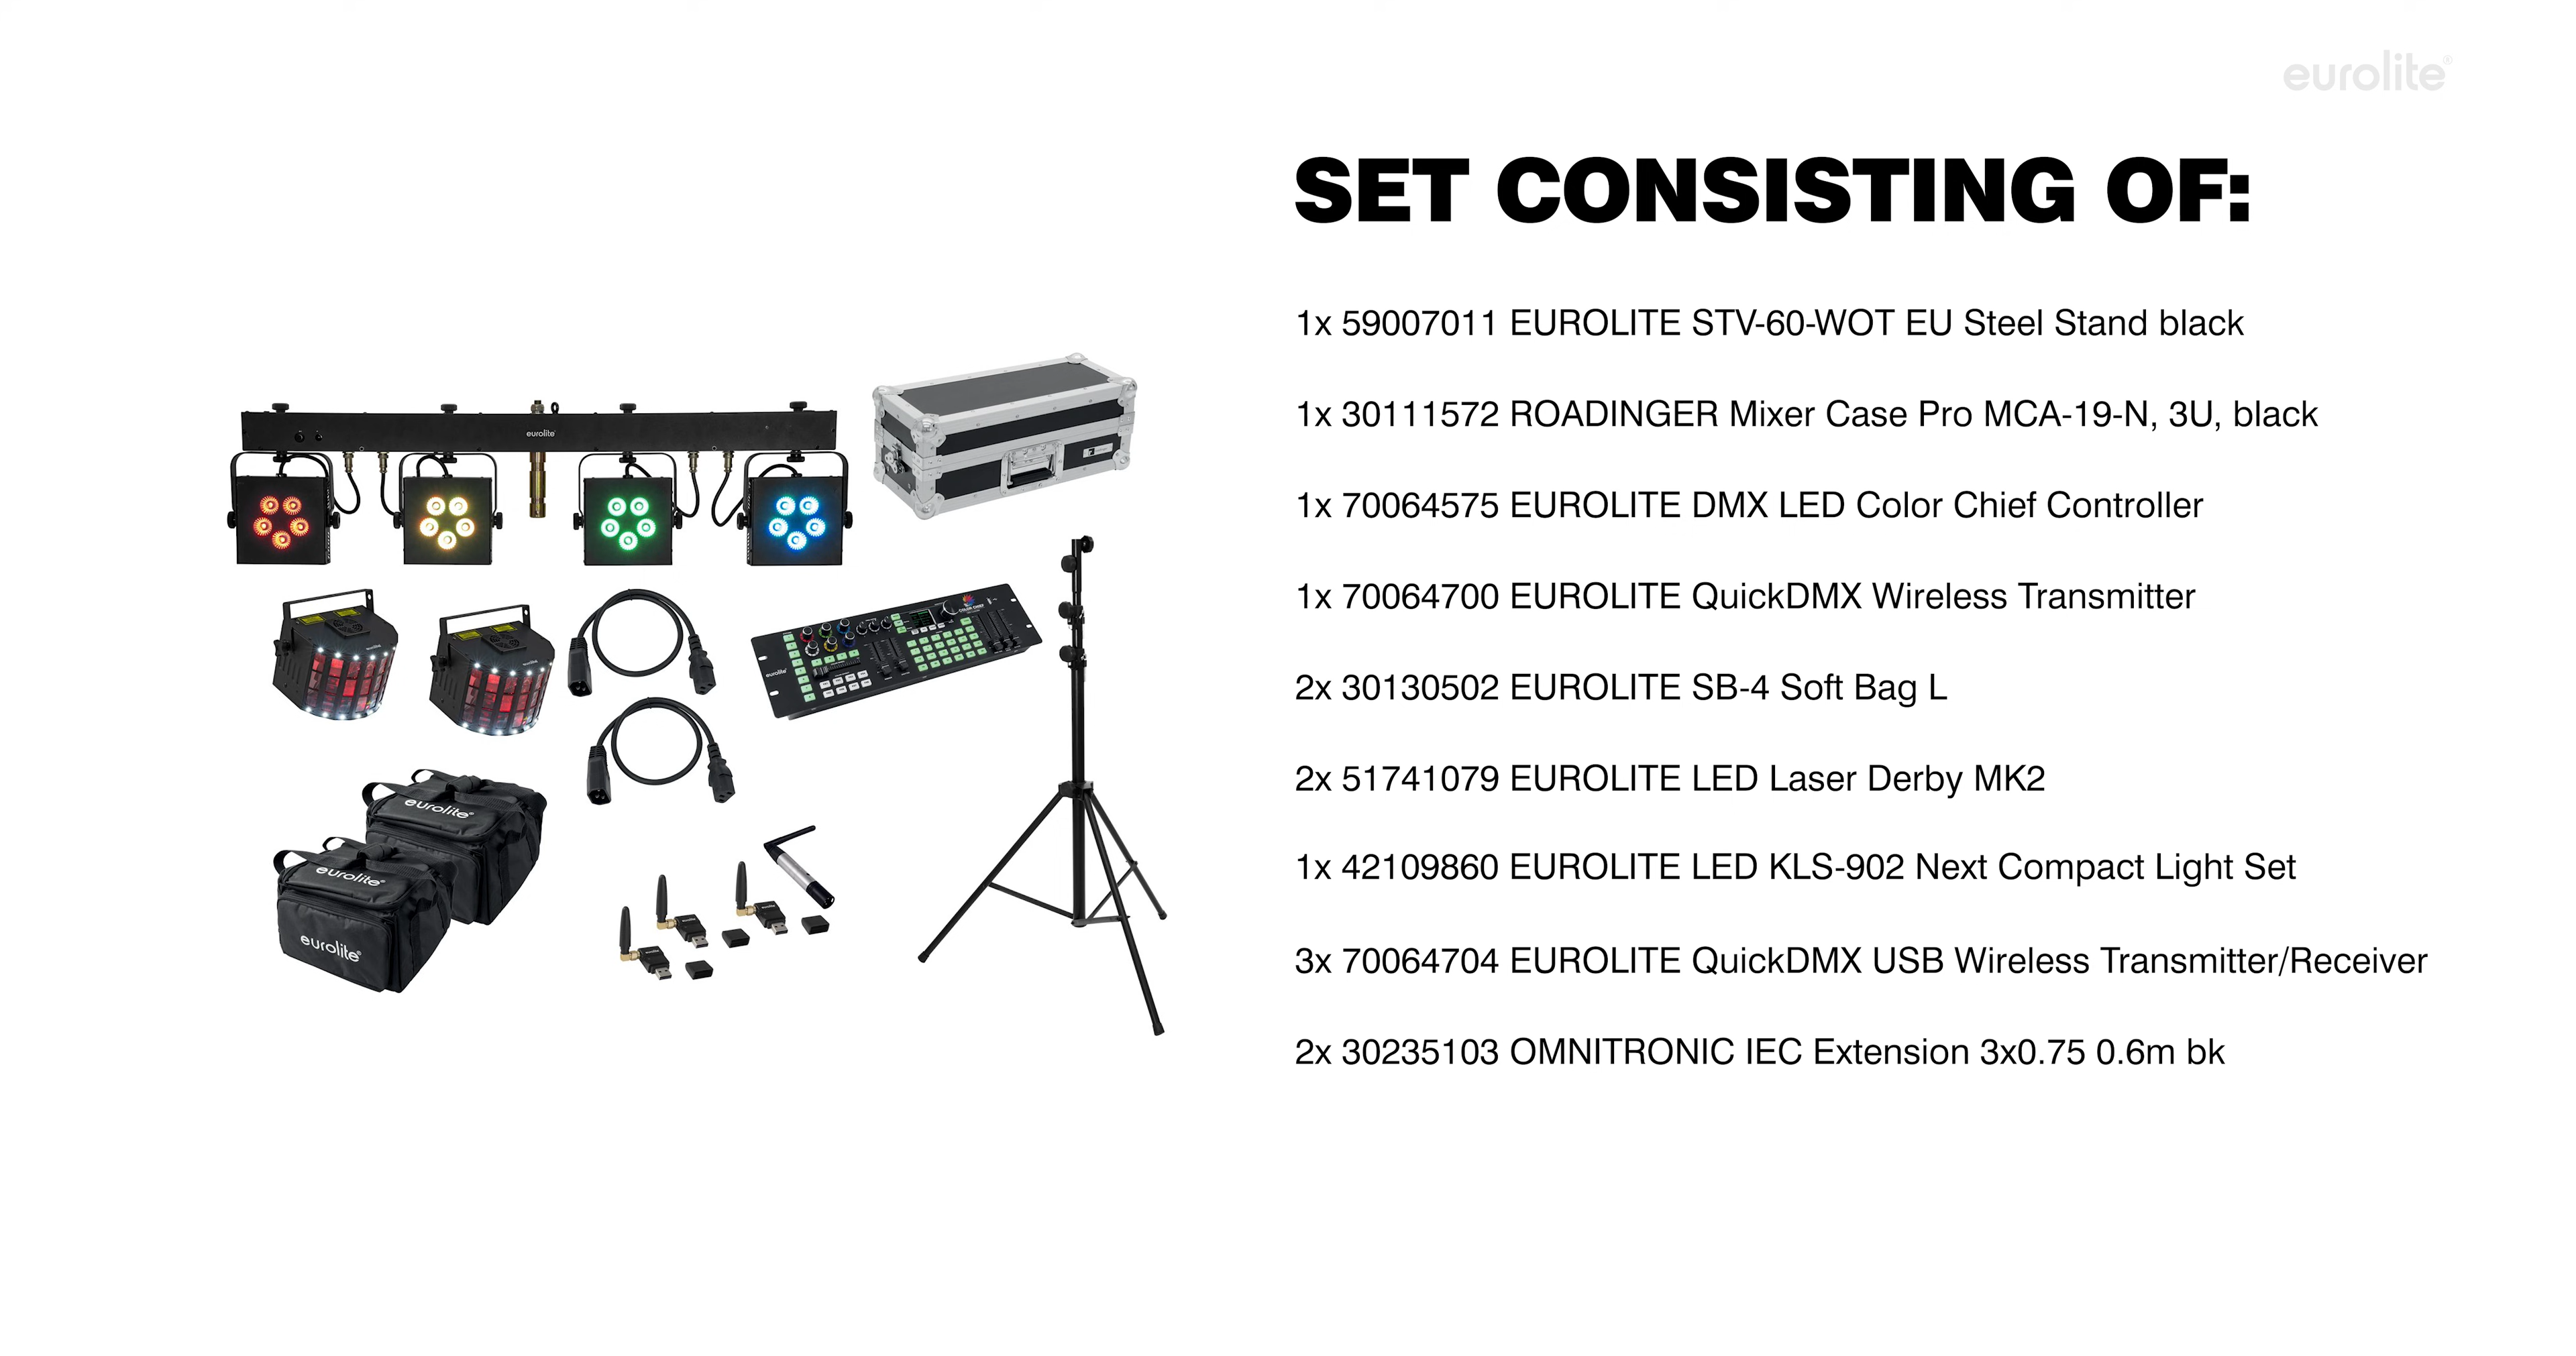 eurolite®
SET CONSISTING OF:
1x 59007011 EUROLITE STV-60-WOT EU Steel Stand black
1x 30111572 ROADINGER Mixer Case Pro MCA-19-N, 3U, black
1x 70064575 EUROLITE DMX LED Color Chief Controller
1x 70064700 EUROLITE QuickDMX Wireless Transmitter
2x 30130502 EUROLITE SB-4 Soft Bag L
2x 51741079 EUROLITE LED Laser Derby MK2
1x 42109860 EUROLITE LED KLS-902 Next Compact Light Set
3x 70064704 EUROLITE QuickDMX USB Wireless Transmitter/Receiver
2x 30235103 OMNITRONIC IEC Extension 3x0.75 0.6m bk
eurolite
COLOR CHIEF
eurolite
eurolite®
eurolite®
eurolite®